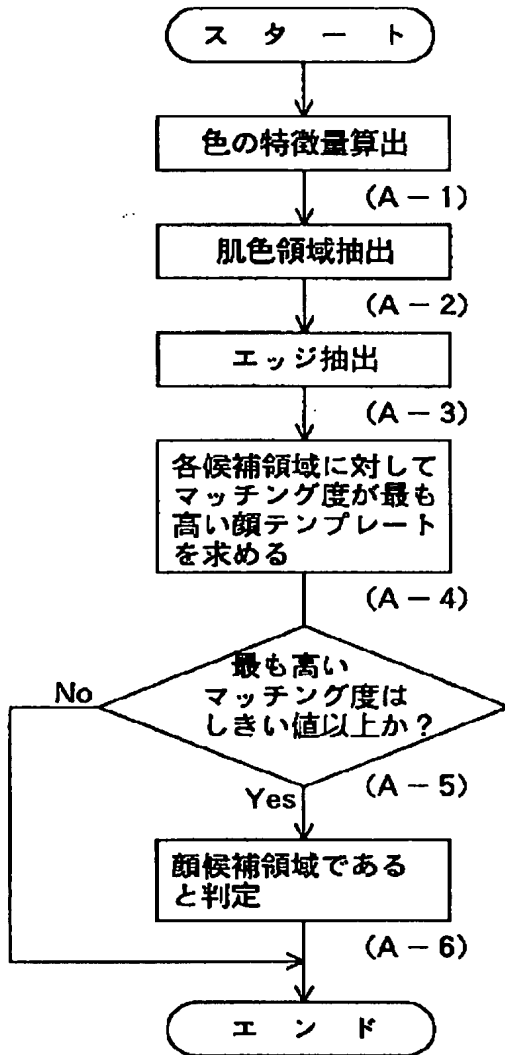 スタート
色の特徴量算出
(A-1)
肌色領域抽出
(A-2)
エッジ抽出
(A-3)
各候補領域に対して
マッチング度が最も
高い顔テンプレート
を求める
(A-4)
最も高い
マッチング度は
しきい値以上か?
No
(A-5)
Yes
顔候補領域である
と判定
(A-6)
エンド